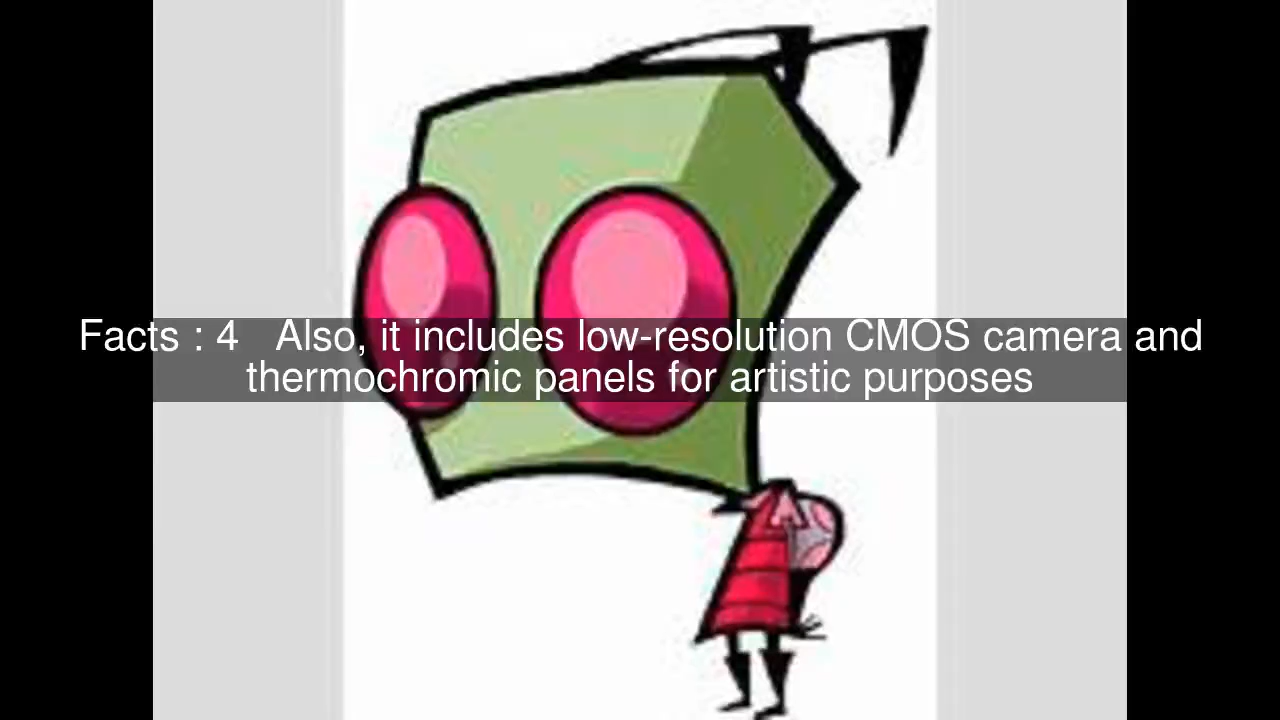 Facts : 4   Also, it includes low-resolution CMOS camera and
thermochromic panels for artistic purposes